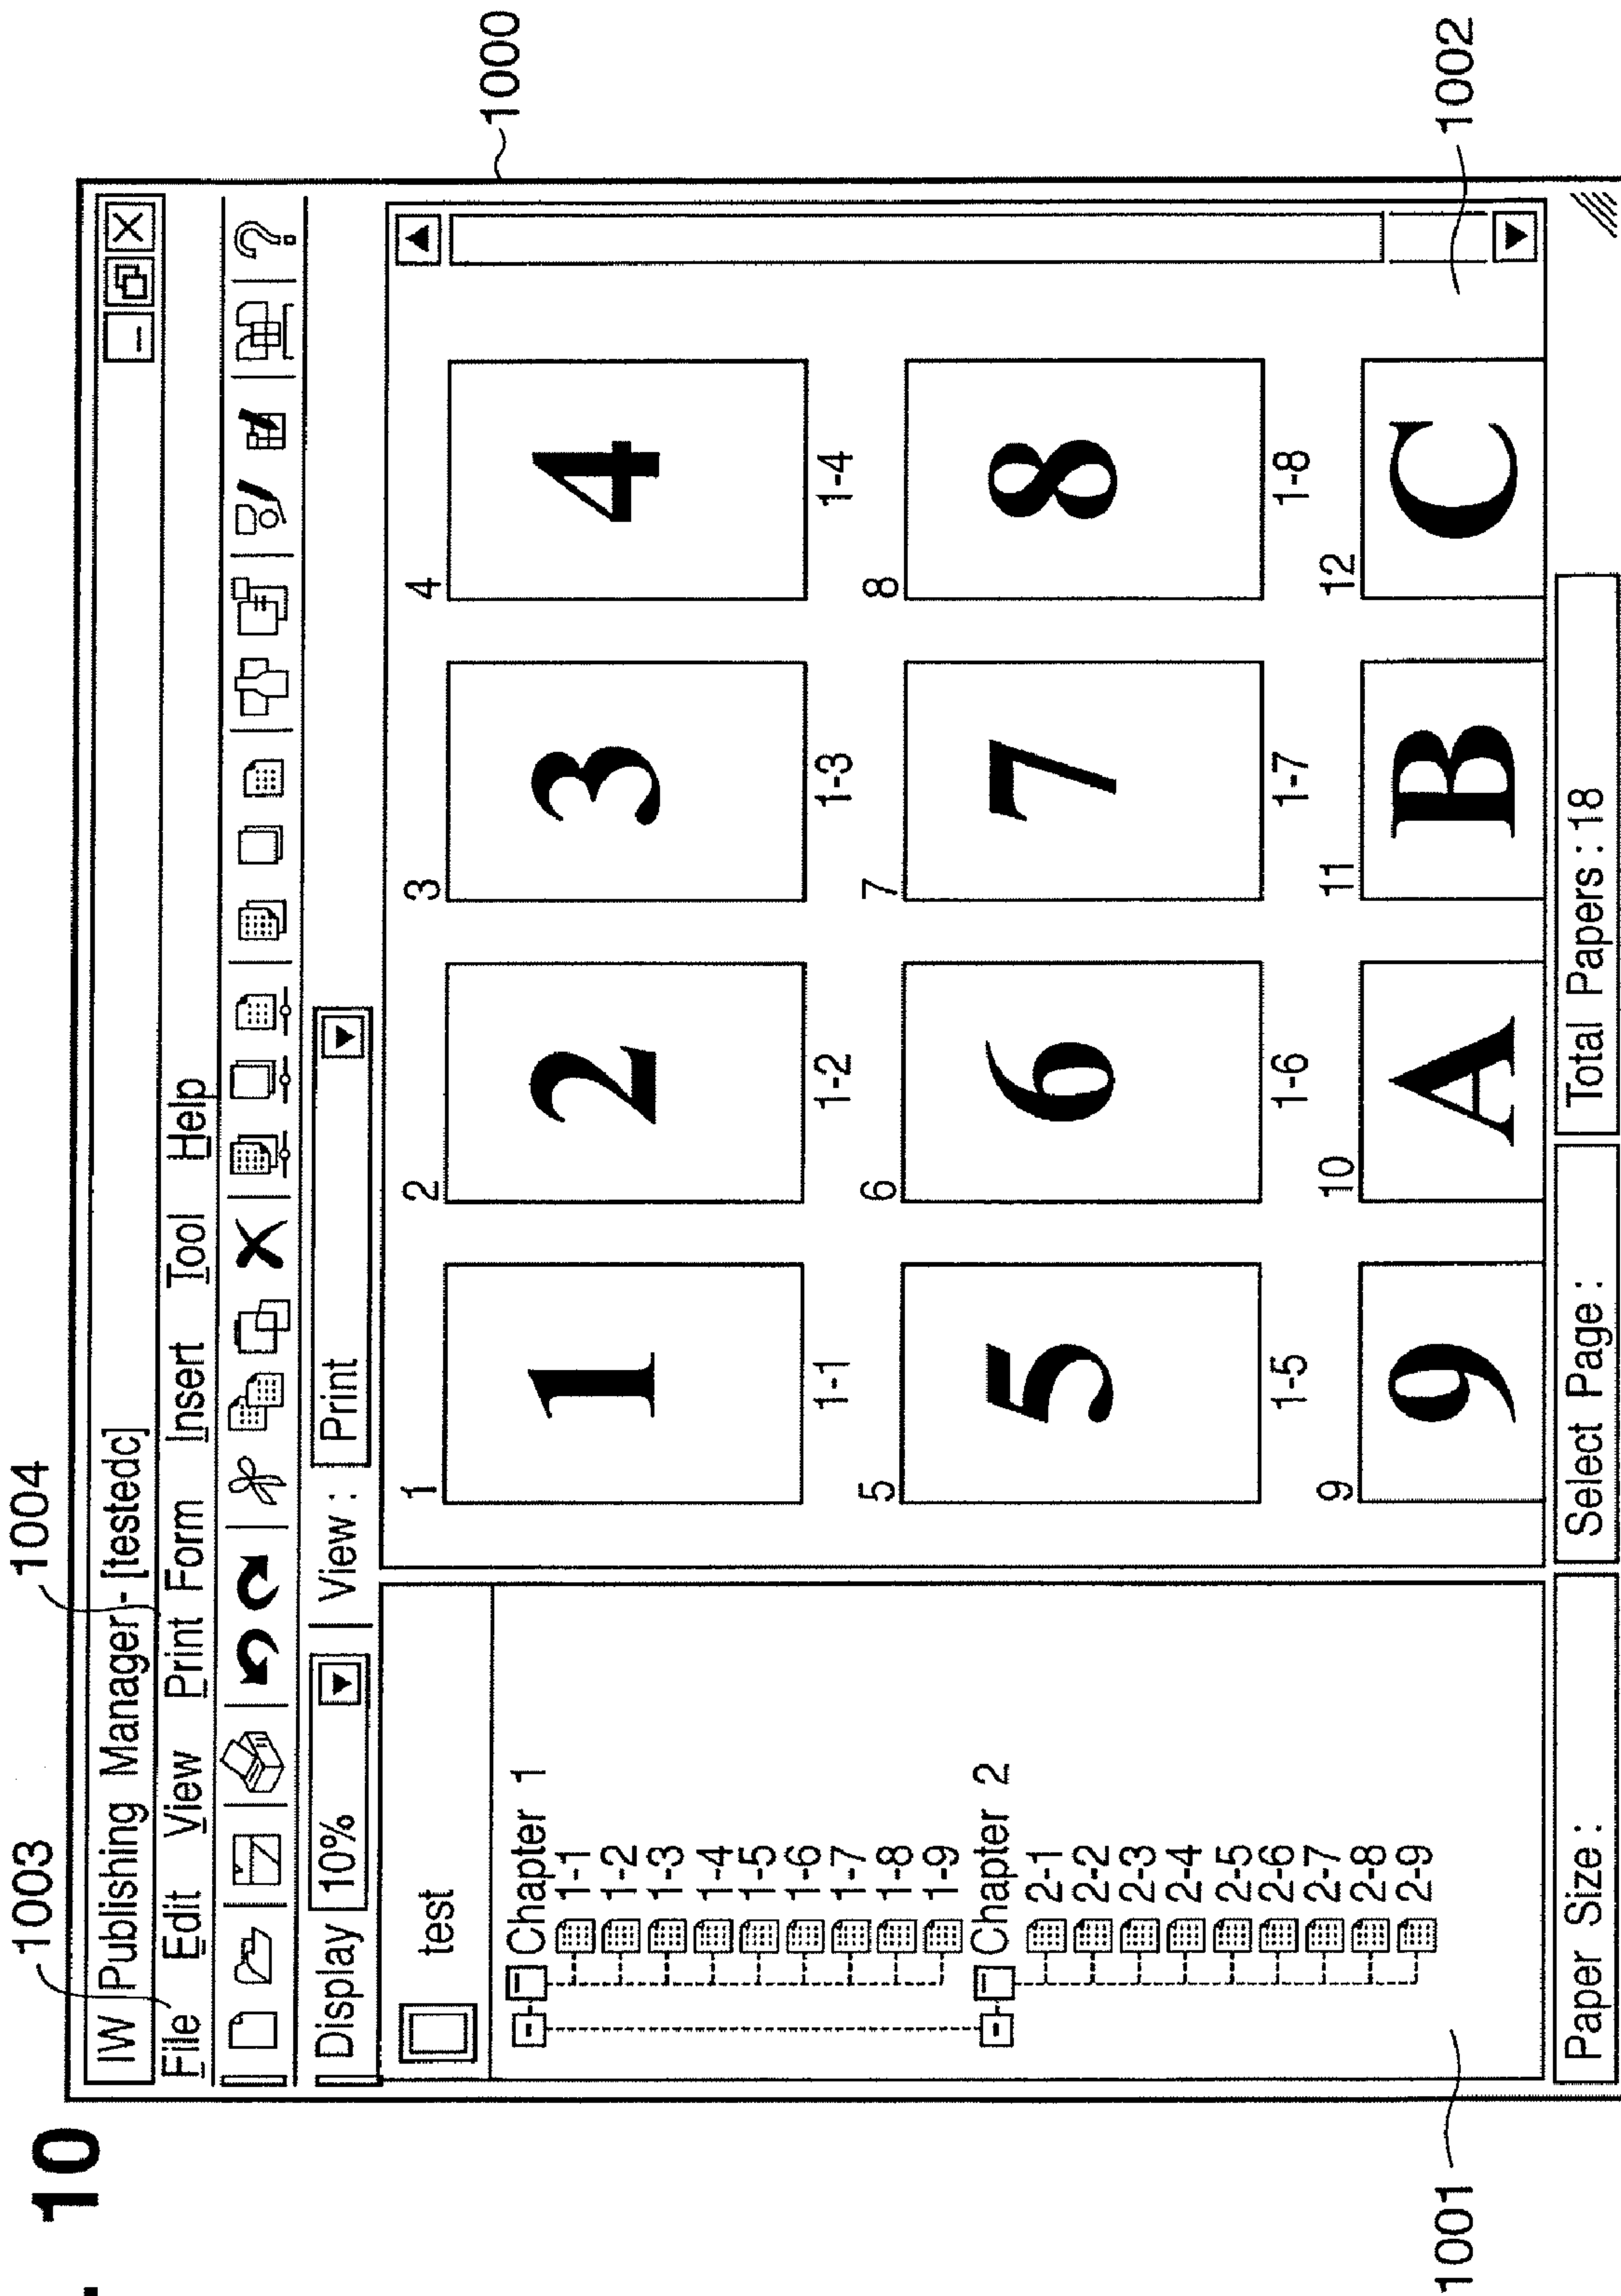 . 10
1003
1004
1000
IW Publishing Manager - [testedc]
File Edit View Print Form Insert Tool Help
Display 10% View : Print
test
Chapter 1
1-1
1-2
1-3
1-4
1-5
1-6
1-7
1-8
1-9
Chapter 2
2-1
2-2
2-3
2-4
2-5
2-6
2-7
2-8
2-9
1 2 3 4
1 2 3 4
1-1 1-2 1-3 1-4
5 6 7 8
5 6 7 8
1-5 1-6 1-7 1-8
9 10 11 12
9 A B C
Paper Size : Select Page : Total Papers : 18
1001
1002